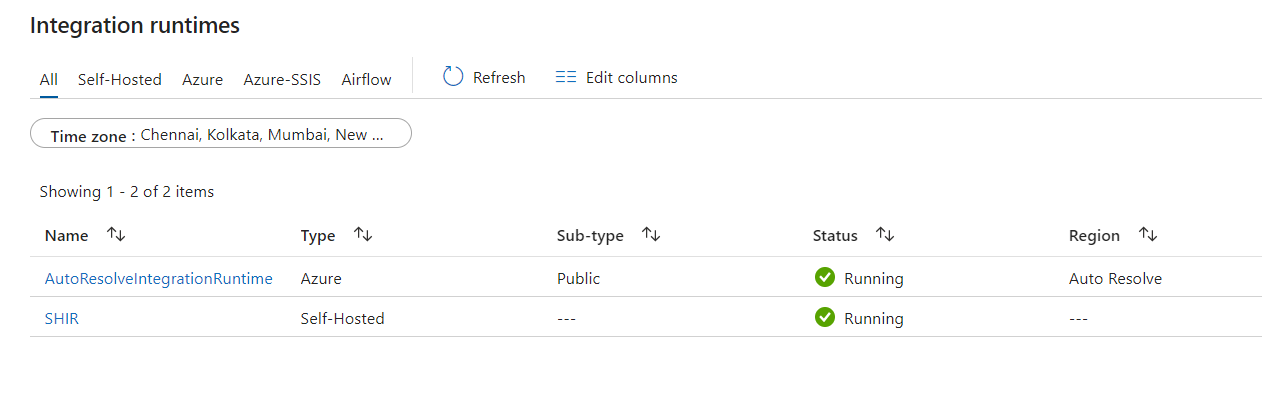 Integration runtimes
All Self-Hosted Azure Azure-SSIS Airflow Refresh Edit columns
Time zone : Chennai, Kolkata, Mumbai, New ...
Showing 1 - 2 of 2 items
Name Type Sub-type Status Region
AutoResolveIntegrationRuntime Azure Public Running Auto Resolve
SHIR Self-Hosted --- Running ---